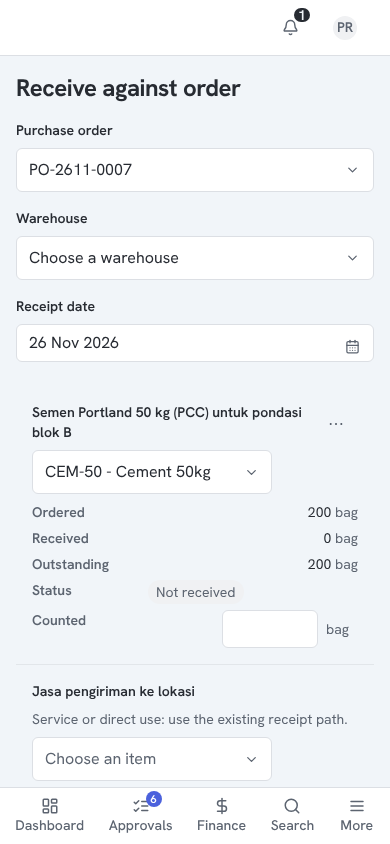 1
PR
Receive against order
Purchase order
PO-2611-0007
Warehouse
Choose a warehouse
Receipt date
26 Nov 2026
Semen Portland 50 kg (PCC) untuk pondasi
blok B
...
CEM-50 - Cement 50kg
Ordered 200 bag
Received 0 bag
Outstanding 200 bag
Status Not received
Counted bag
Jasa pengiriman ke lokasi
Service or direct use: use the existing receipt path.
Choose an item
6
Dashboard Approvals Finance Search More